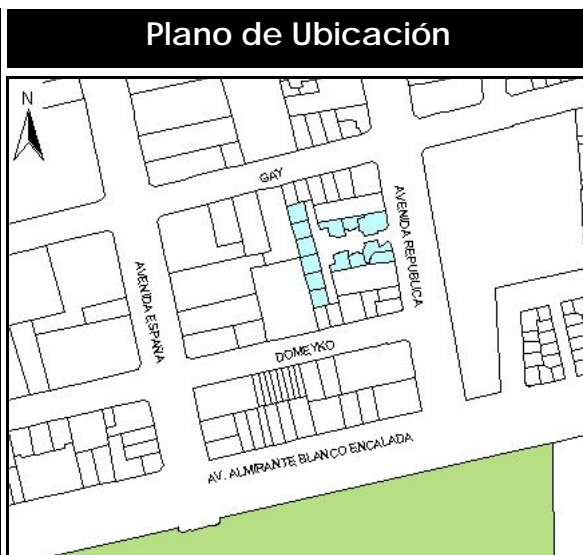 Plano de Ubicación
N
GAY
AVENIDA REPUBLICA
AVENIDA ESPAÑA
DOMEYKO
AV. ALMIRANTE BLANCO ENCALADA